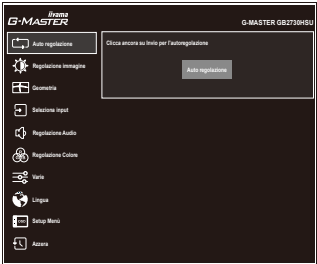 iiyama
G-MASTER
G-MASTER GB2730HSU
Auto regolazione
Clicca ancora su Invio per l'autoregolazione
Auto regolazione
Regolazione immagine
Geometria
Seleziona input
Regolazione Audio
Regolazione Colore
Varie
Lingua
OSD
Setup Menù
Azzera